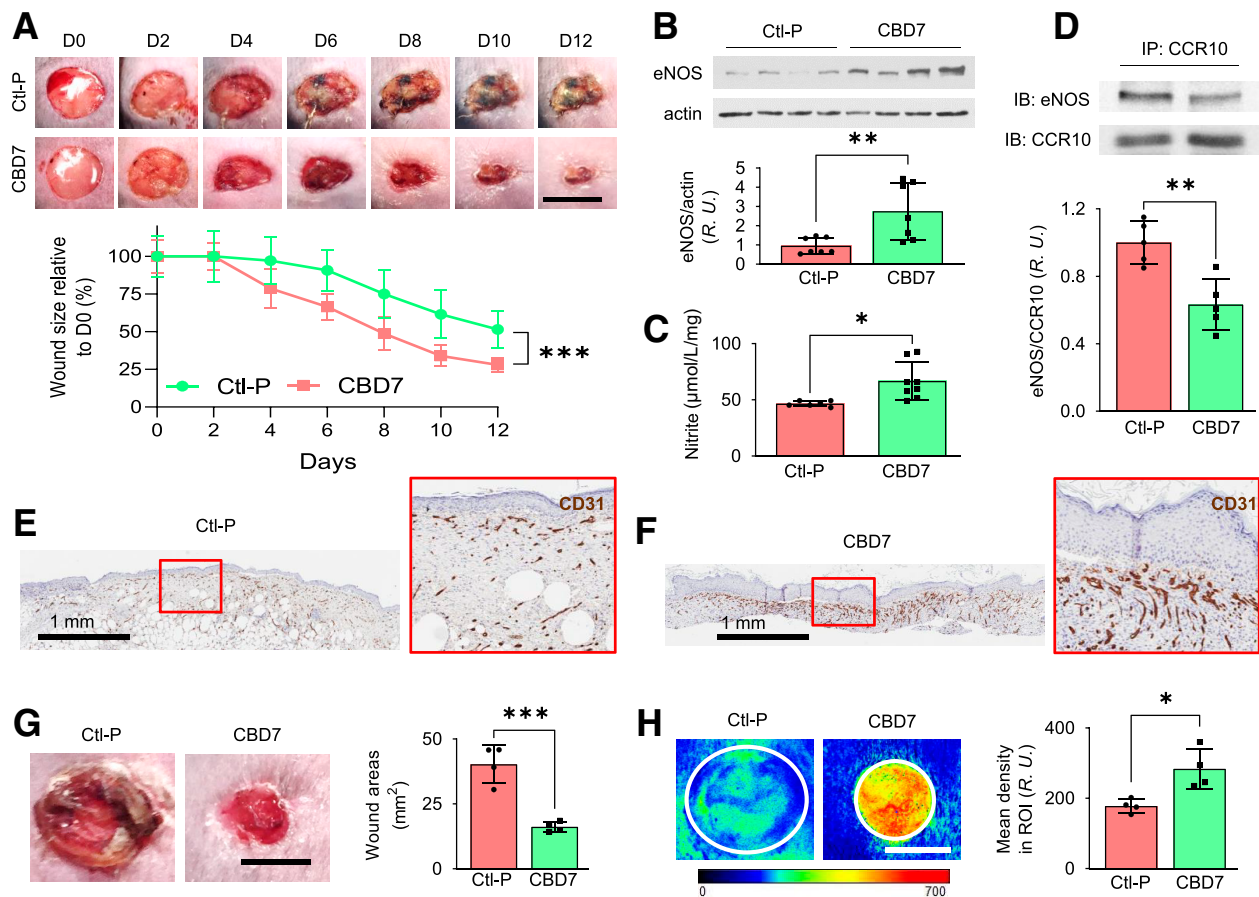 A
D0 D2 D4 D6 D8 D10 D12
Ctl-P
CBD7
Wound size relative
to D0 (%)
100
75
50
25
0
Ctl-P CBD7
***
0 2 4 6 8 10 12
Days
B
Ctl-P CBD7
eNOS
actin
**
eNOS/actin
(R. U.)
5
4
3
2
1
0
Ctl-P CBD7
C
*
Nitrite (μmol/L/mg)
100
50
0
Ctl-P CBD7
D
IP: CCR10
IB: eNOS
IB: CCR10
**
eNOS/CCR10 (R. U.)
1.2
0.8
0.4
0.0
Ctl-P CBD7
E
Ctl-P
CD31
1 mm
F
CBD7
CD31
1 mm
G
Ctl-P CBD7
***
Wound areas
(mm2)
50
25
0
Ctl-P CBD7
H
Ctl-P CBD7
0 700
*
Mean density
in ROI (R. U.)
400
200
0
Ctl-P CBD7